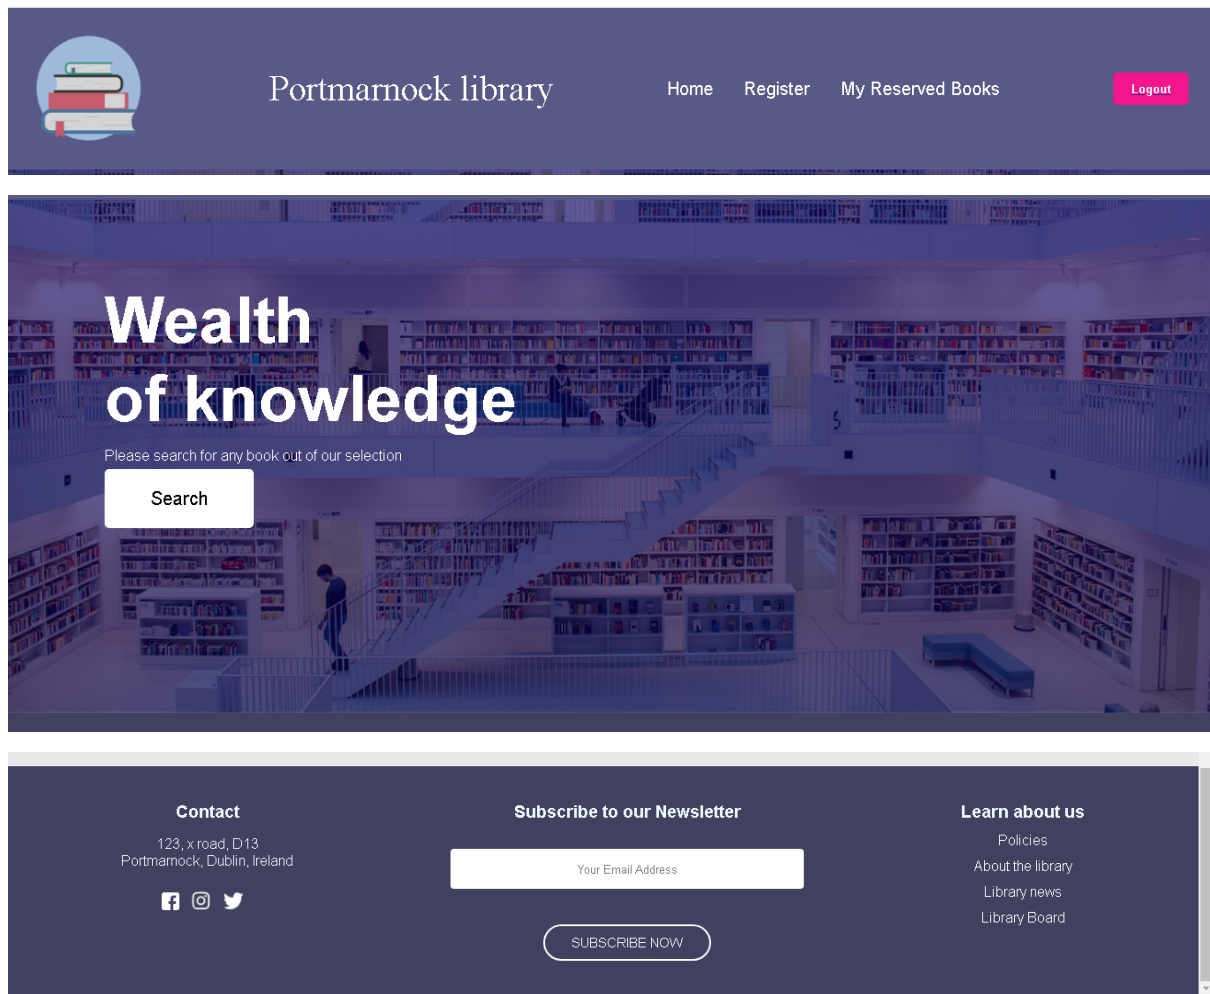 Portmarnock library
Home
Register
My Reserved Books
Logout
Wealth
of knowledge
Please search for any book out of our selection
Search
Contact
123, x road, D13
Portmarnock, Dublin, Ireland
Subscribe to our Newsletter
Your Email Address
SUBSCRIBE NOW
Learn about us
Policies
About the library
Library news
Library Board